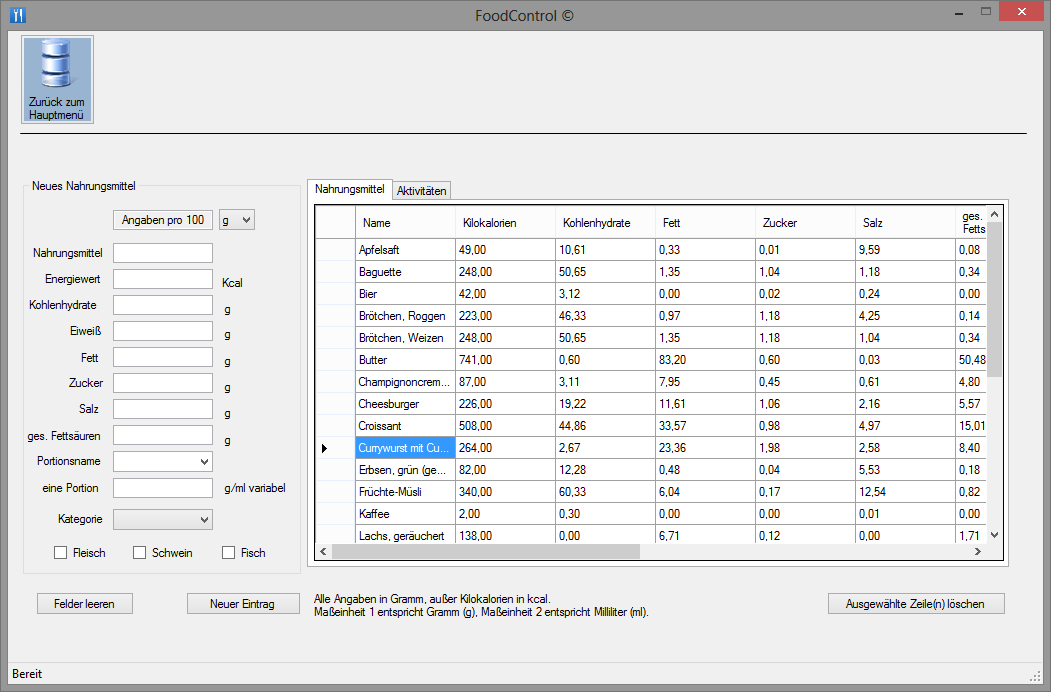 FoodControl ©
Zurück zum
Hauptmenü
Neues Nahrungsmittel
Angaben pro 100 g
Nahrungsmittel
Energiewert Kcal
Kohlenhydrate g
Eiweiß g
Fett g
Zucker g
Salz g
ges. Fettsäuren g
Portionsname
eine Portion g/ml variabel
Kategorie
Fleisch Schwein Fisch
Felder leeren Neuer Eintrag
Nahrungsmittel Aktivitäten
Name Kilokalorien Kohlenhydrate Fett Zucker Salz ges. Fetts
Apfelsaft 49,00 10,61 0,33 0,01 9,59 0,08
Baguette 248,00 50,65 1,35 1,04 1,18 0,34
Bier 42,00 3,12 0,00 0,02 0,24 0,00
Brötchen, Roggen 223,00 46,33 0,97 1,18 4,25 0,14
Brötchen, Weizen 248,00 50,65 1,35 1,18 1,04 0,34
Butter 741,00 0,60 83,20 0,60 0,03 50,48
Champignoncrem... 87,00 3,11 7,95 0,45 0,61 4,80
Cheesburger 226,00 19,22 11,61 1,06 2,16 5,57
Croissant 508,00 44,86 33,57 0,98 4,97 15,01
Currywurst mit Cu... 264,00 2,67 23,36 1,98 2,58 8,40
Erbsen, grün (ge... 82,00 12,28 0,48 0,04 5,53 0,18
Früchte-Müsli 340,00 60,33 6,04 0,17 12,54 0,82
Kaffee 2,00 0,30 0,00 0,00 0,01 0,00
Lachs, geräuchert 138,00 0,00 6,71 0,12 0,00 1,71
Alle Angaben in Gramm, außer Kilokalorien in kcal.
Maßeinheit 1 entspricht Gramm (g), Maßeinheit 2 entspricht Milliliter (ml).
Ausgewählte Zeile(n) löschen
Bereit